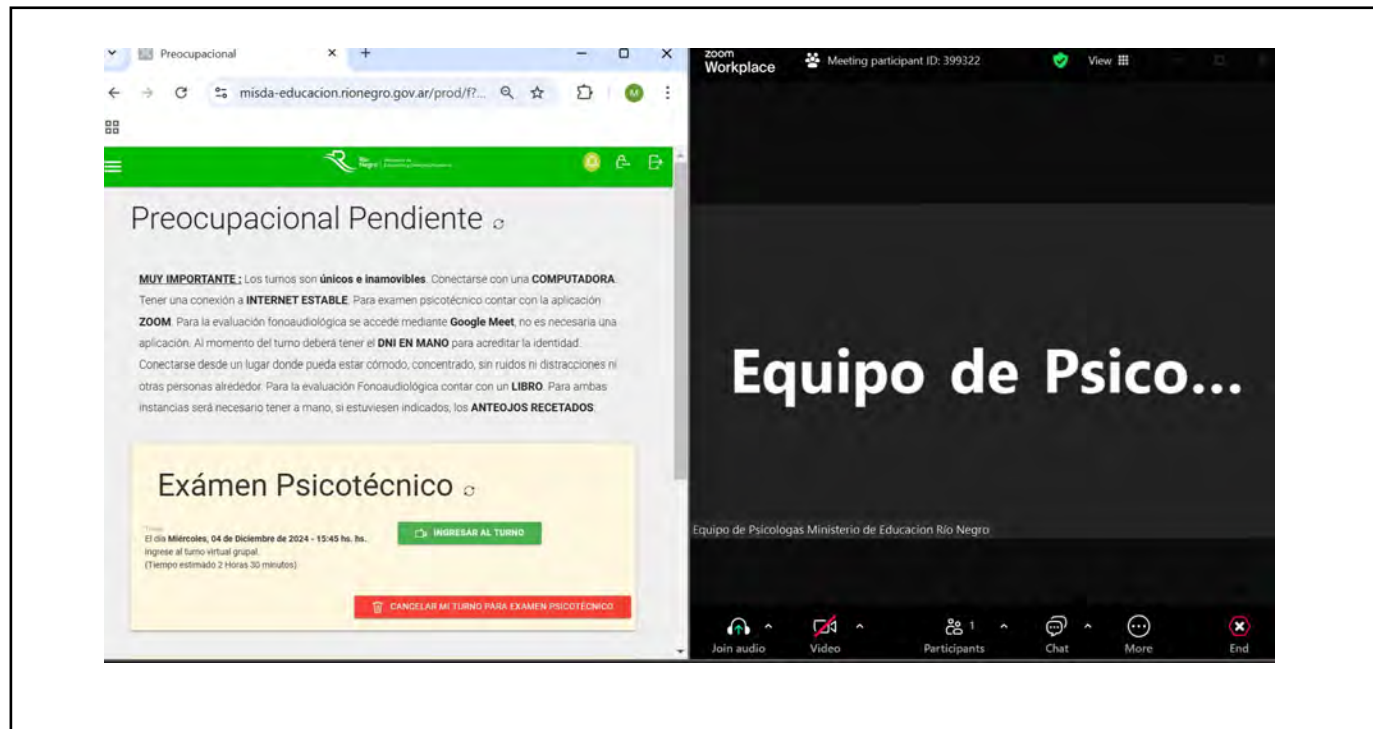 Preocupacional
misda-educacion.rionegro.gov.ar/prod/f?...
M
Río
Negro
Preocupacional Pendiente
MUY IMPORTANTE : Los turnos son únicos e inamovibles. Conectarse con una COMPUTADORA.
Tener una conexión a INTERNET ESTABLE. Para examen psicotécnico contar con la aplicación
ZOOM. Para la evaluación fonoaudiológica se accede mediante Google Meet, no es necesaria una
aplicación. Al momento del turno deberá tener el DNI EN MANO para acreditar la identidad.
Conectarse desde un lugar donde pueda estar cómodo, concentrado, sin ruidos ni distracciones ni
otras personas alrededor. Para la evaluación Fonoaudiológica contar con un LIBRO. Para ambas
instancias será necesario tener a mano, si estuviesen indicados, los ANTEOJOS RECETADOS.
Exámen Psicotécnico
El día Miércoles, 04 de Diciembre de 2024 - 15:45 hs. hs.
Ingrese al turno virtual grupal.
(Tiempo estimado 2 Horas 30 minutos)
INGRESAR AL TURNO
CANCELAR MI TURNO PARA EXAMEN PSICOTÉCNICO
zoom
Workplace
Meeting participant ID: 399322
View
Equipo de Psico...
Equipo de Psicologas Ministerio de Educacion Río Negro
Join audio
Video
1
Participants
Chat
More
End